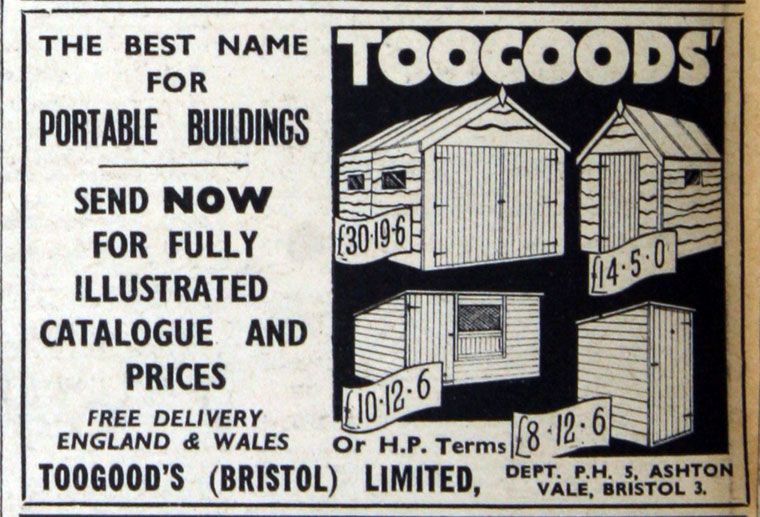 THE BEST NAME
FOR
PORTABLE BUILDINGS
SEND NOW
FOR FULLY
ILLUSTRATED
CATALOGUE AND
PRICES
FREE DELIVERY
ENGLAND & WALES
TOOGOODS'
£30·19·6
£14·5·0
£10·12·6
£8·12·6
Or H.P. Terms
TOOGOOD'S (BRISTOL) LIMITED,
DEPT. P.H. 5, ASHTON
VALE, BRISTOL 3.